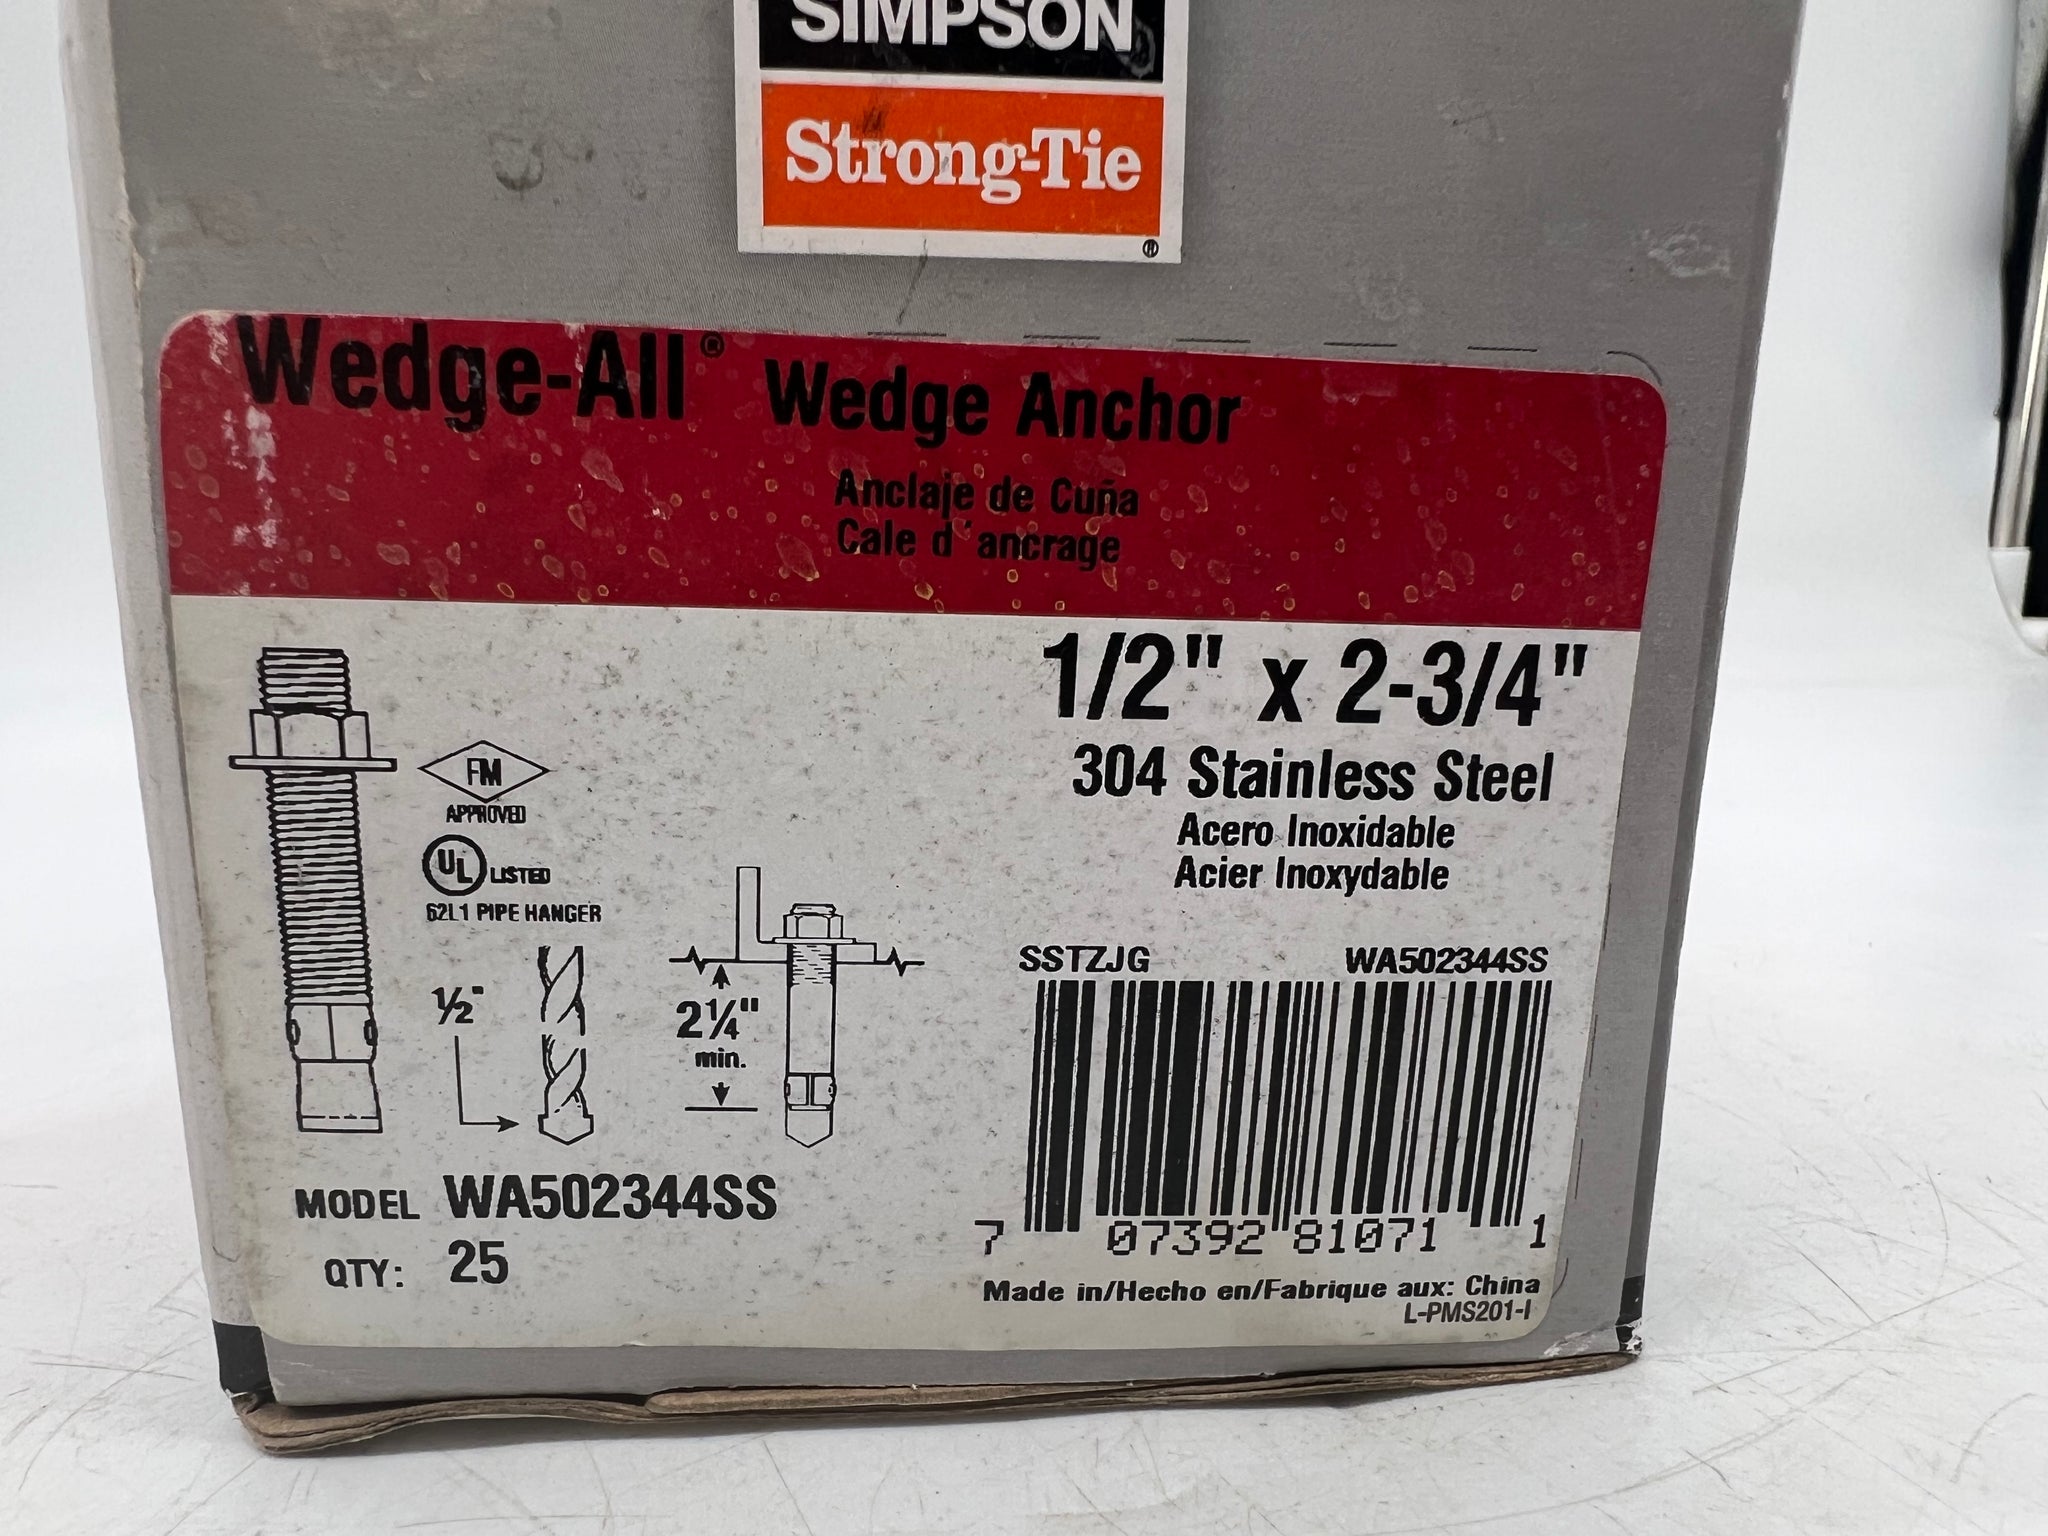 SIMPSON
Strong-Tie
®
Wedge-All® Wedge Anchor
Anclaje de Cuña
Cale d'ancrage
1/2" x 2-3/4"
304 Stainless Steel
Acero Inoxidable
Acier Inoxydable
FM
APPROVED
UL LISTED
62L1 PIPE HANGER
1/2"
2 1/4"
min.
SSTZJG WA502344SS
7 07392 81071 1
MODEL WA502344SS
QTY: 25
Made in/Hecho en/Fabrique aux: China
L-PMS201-I